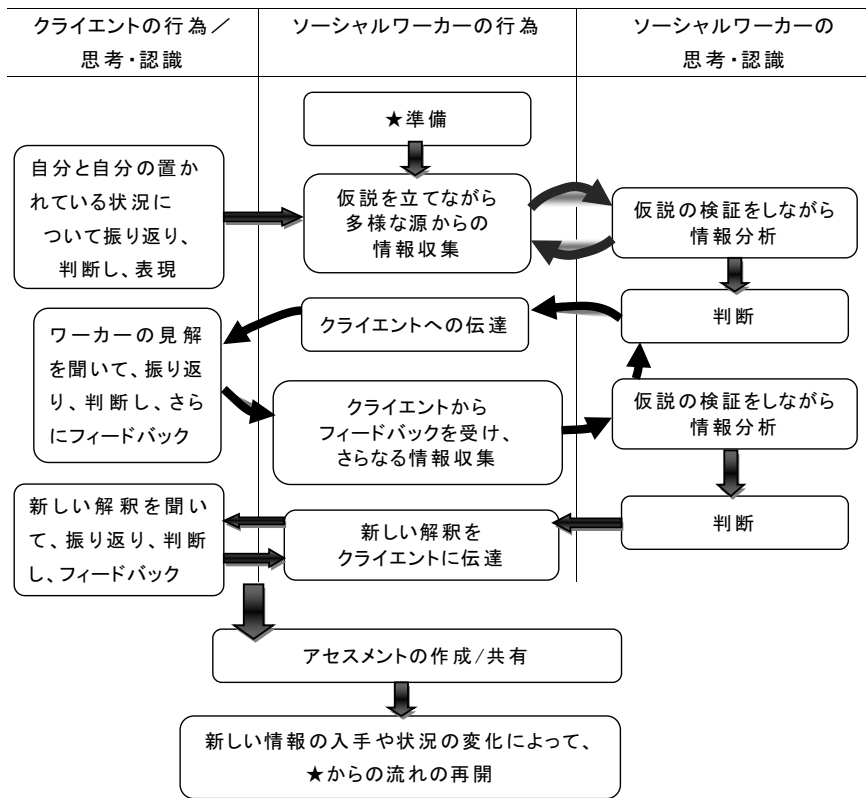 クライエントの行為／
思考・認識
ソーシャルワーカーの行為
ソーシャルワーカーの
思考・認識
★準備
自分と自分の置か
れている状況に
ついて振り返り、
判断し、表現
仮説を立てながら
多様な源からの
情報収集
仮説の検証をしながら
情報分析
判断
クライエントへの伝達
ワーカーの見解
を聞いて、振り返
り、判断し、さら
にフィードバック
クライエントから
フィードバックを受け、
さらなる情報収集
仮説の検証をしながら
情報分析
判断
新しい解釈を
クライエントに伝達
新しい解釈を聞い
て、振り返り、判断
し、フィードバック
アセスメントの作成/共有
新しい情報の入手や状況の変化によって、
★からの流れの再開